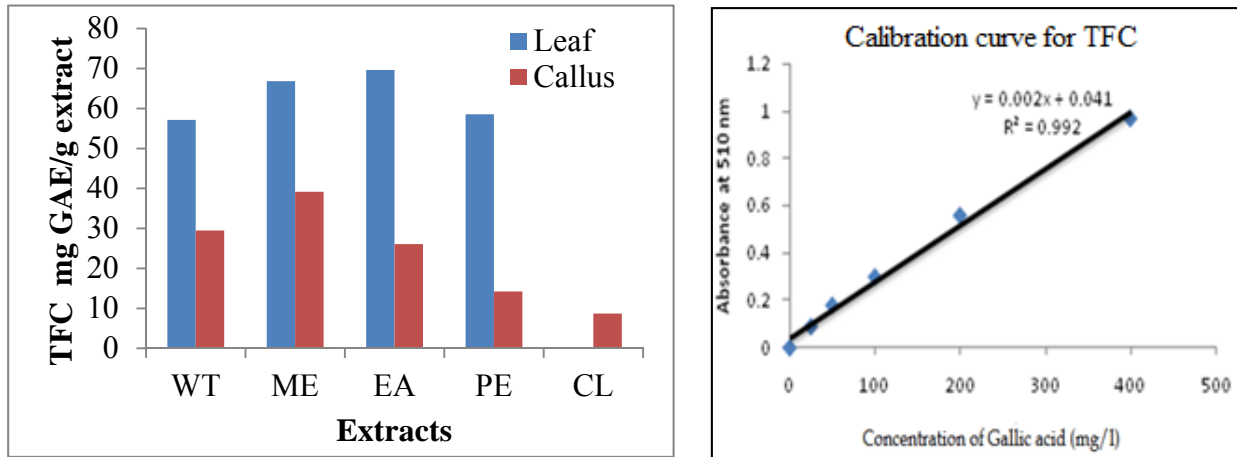 80
70
60
50
40
30
20
10
0
TFC mg GAE/g extract
Leaf
Callus
WT ME EA PE CL
Extracts
Calibration curve for TFC
1.2
1
0.8
0.6
0.4
0.2
0
Absorbance at 510 nm
y = 0.002x + 0.041
R² = 0.992
0 100 200 300 400 500
Concentration of Gallic acid (mg/l)